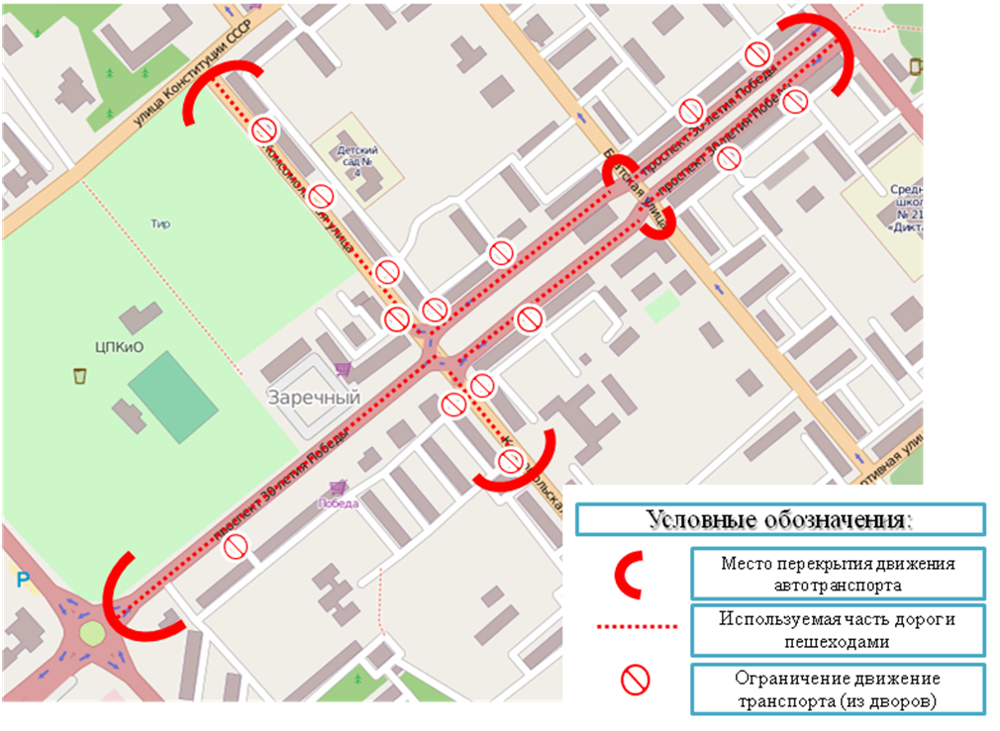 улица Конституции СССР
Детский
сад №
4
Комсомольская улица
Тир
ЦПКиО
Заречный
проспект 30-летия Победы
проспект 30-летия Победы
Братская улица
Средн
школ
№ 21
«Дикта
проспект 30-летия Победы
Победа
P
Условные обозначения:
Место перекрытия движения
автотранспорта
Используемая часть дороги
пешеходами
Ограничение движение
транспорта (из дворов)